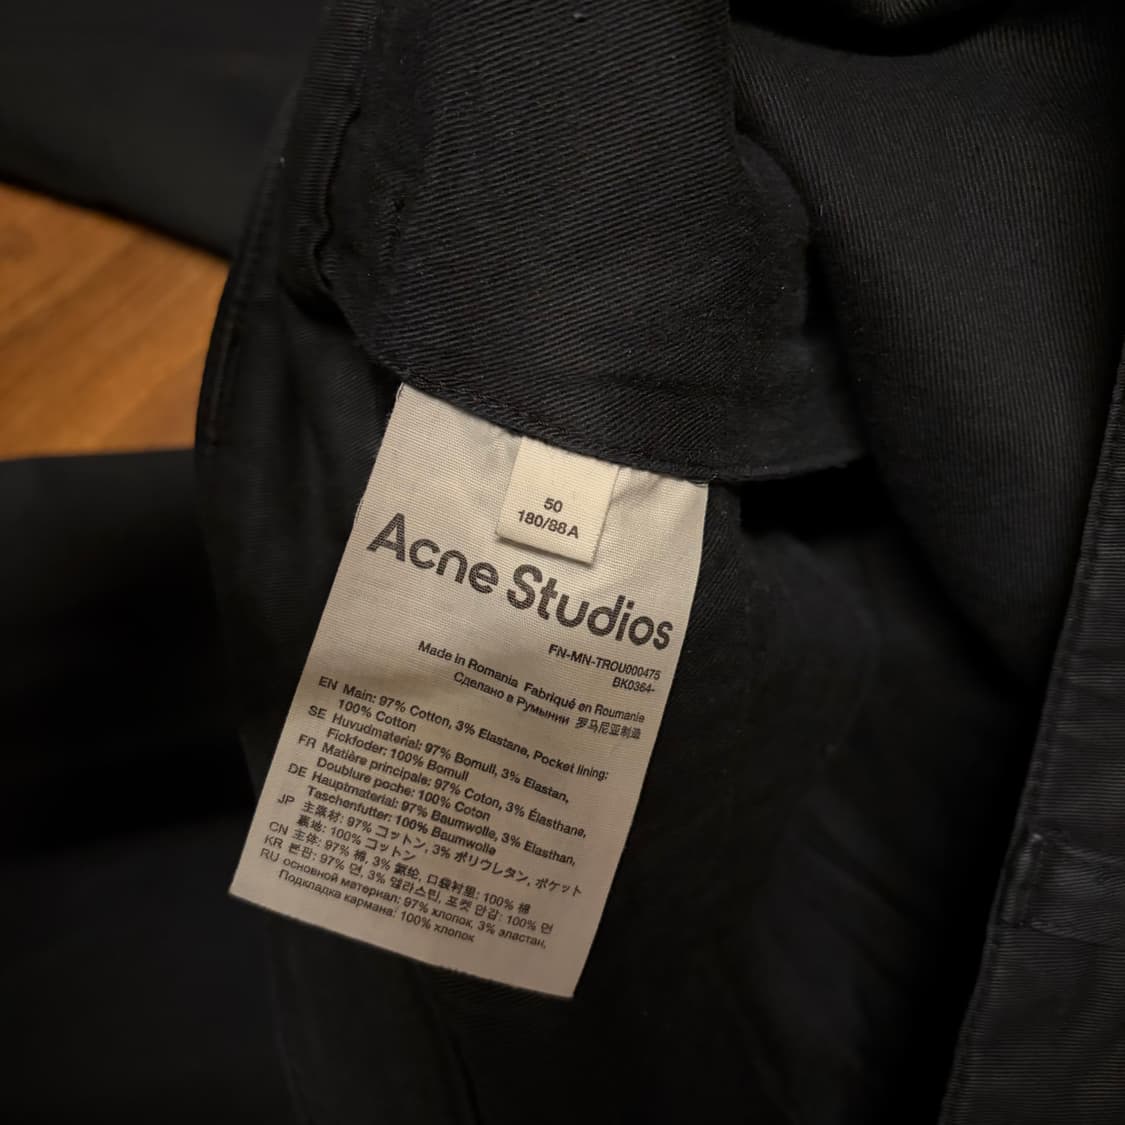 50
180/88A
Acne Studios
FN-MN-TROU000475
BK0364-
Made in Romania Fabriqué en Roumanie
Сделано в Румынии 罗马尼亚制造
EN Main: 97% Cotton, 3% Elastane, Pocket lining:
100% Cotton
SE Huvudmaterial: 97% Bomull, 3% Elastan,
Fickfoder: 100% Bomull
FR Matière principale: 97% Coton, 3% Élasthane,
Doublure poche: 100% Coton
DE Hauptmaterial: 97% Baumwolle, 3% Elasthan,
Taschenfutter: 100% Baumwolle
JP 主素材: 97% コットン, 3% ポリウレタン, ポケット
裏地: 100% コットン
CN 主体: 97% 棉, 3% 氨纶, 口袋衬里: 100% 棉
KR 본판: 97% 면, 3% 엘라스틴, 포켓 안감: 100% 면
RU основной материал: 97% хлопок, 3% эластан,
Подкладка кармана: 100% хлопок